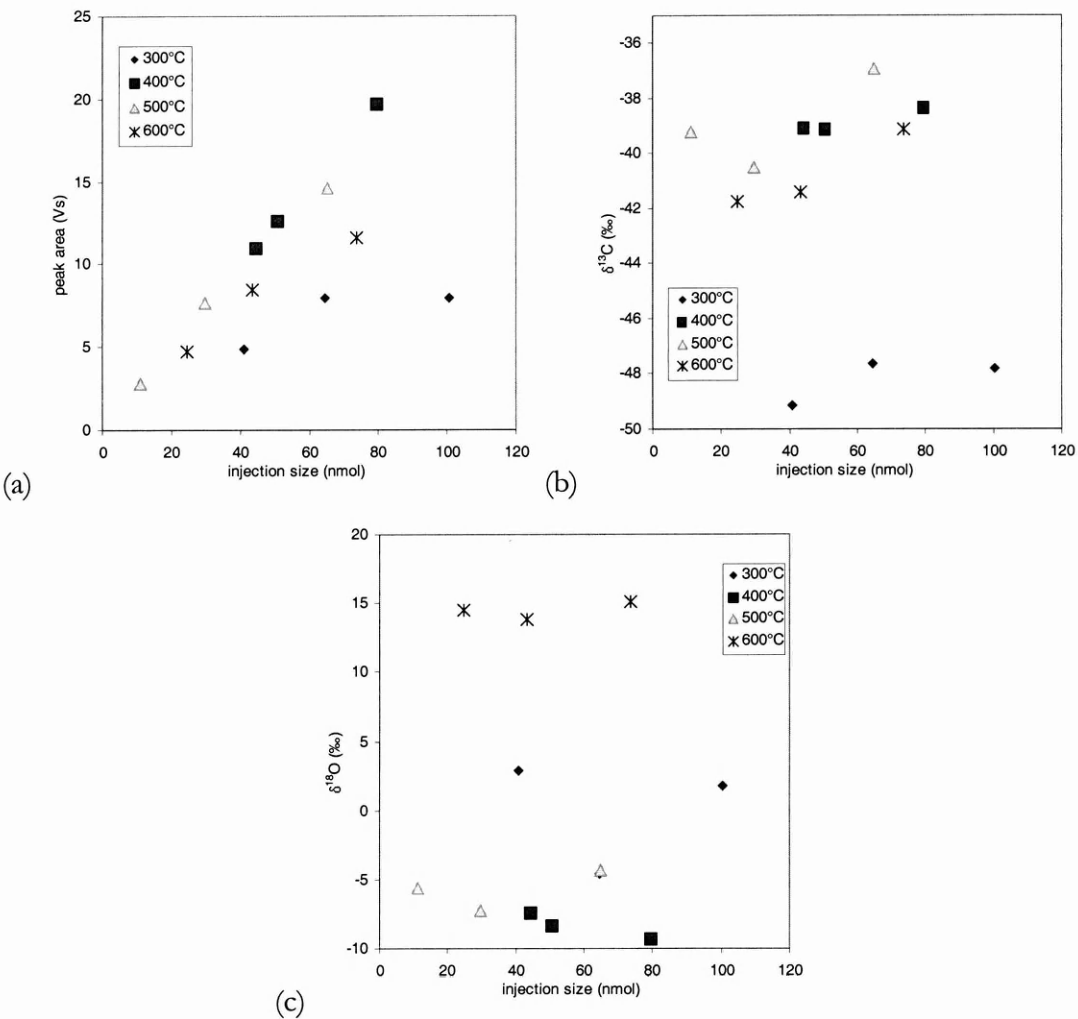 25
20
15
10
5
0
peak area (Vs)
300°C
400°C
500°C
600°C
0 20 40 60 80 100 120
injection size (nmol)
(a)
-36
-38
-40
-42
-44
-46
-48
-50
δ¹³C (‰)
300°C
400°C
500°C
600°C
0 20 40 60 80 100 120
injection size (nmol)
(b)
20
15
10
5
0
-5
-10
δ¹⁸O (‰)
300°C
400°C
500°C
600°C
0 20 40 60 80 100 120
injection size (nmol)
(c)